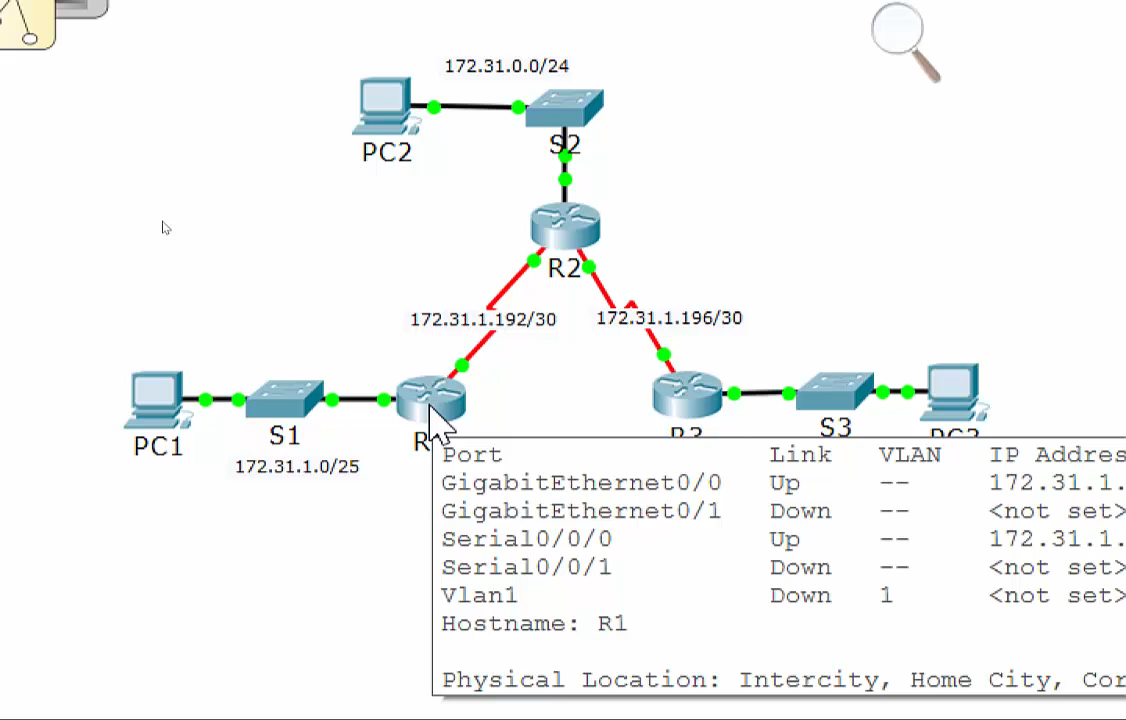 172.31.0.0/24
PC2
S2
R2
172.31.1.192/30
172.31.1.196/30
PC1
S1
S3
172.31.1.0/25
Port Link VLAN IP Addres
GigabitEthernet0/0 Up -- 172.31.1.
GigabitEthernet0/1 Down -- <not set>
Serial0/0/0 Up -- 172.31.1.
Serial0/0/1 Down -- <not set>
Vlan1 Down 1 <not set>
Hostname: R1
Physical Location: Intercity, Home City, Cor